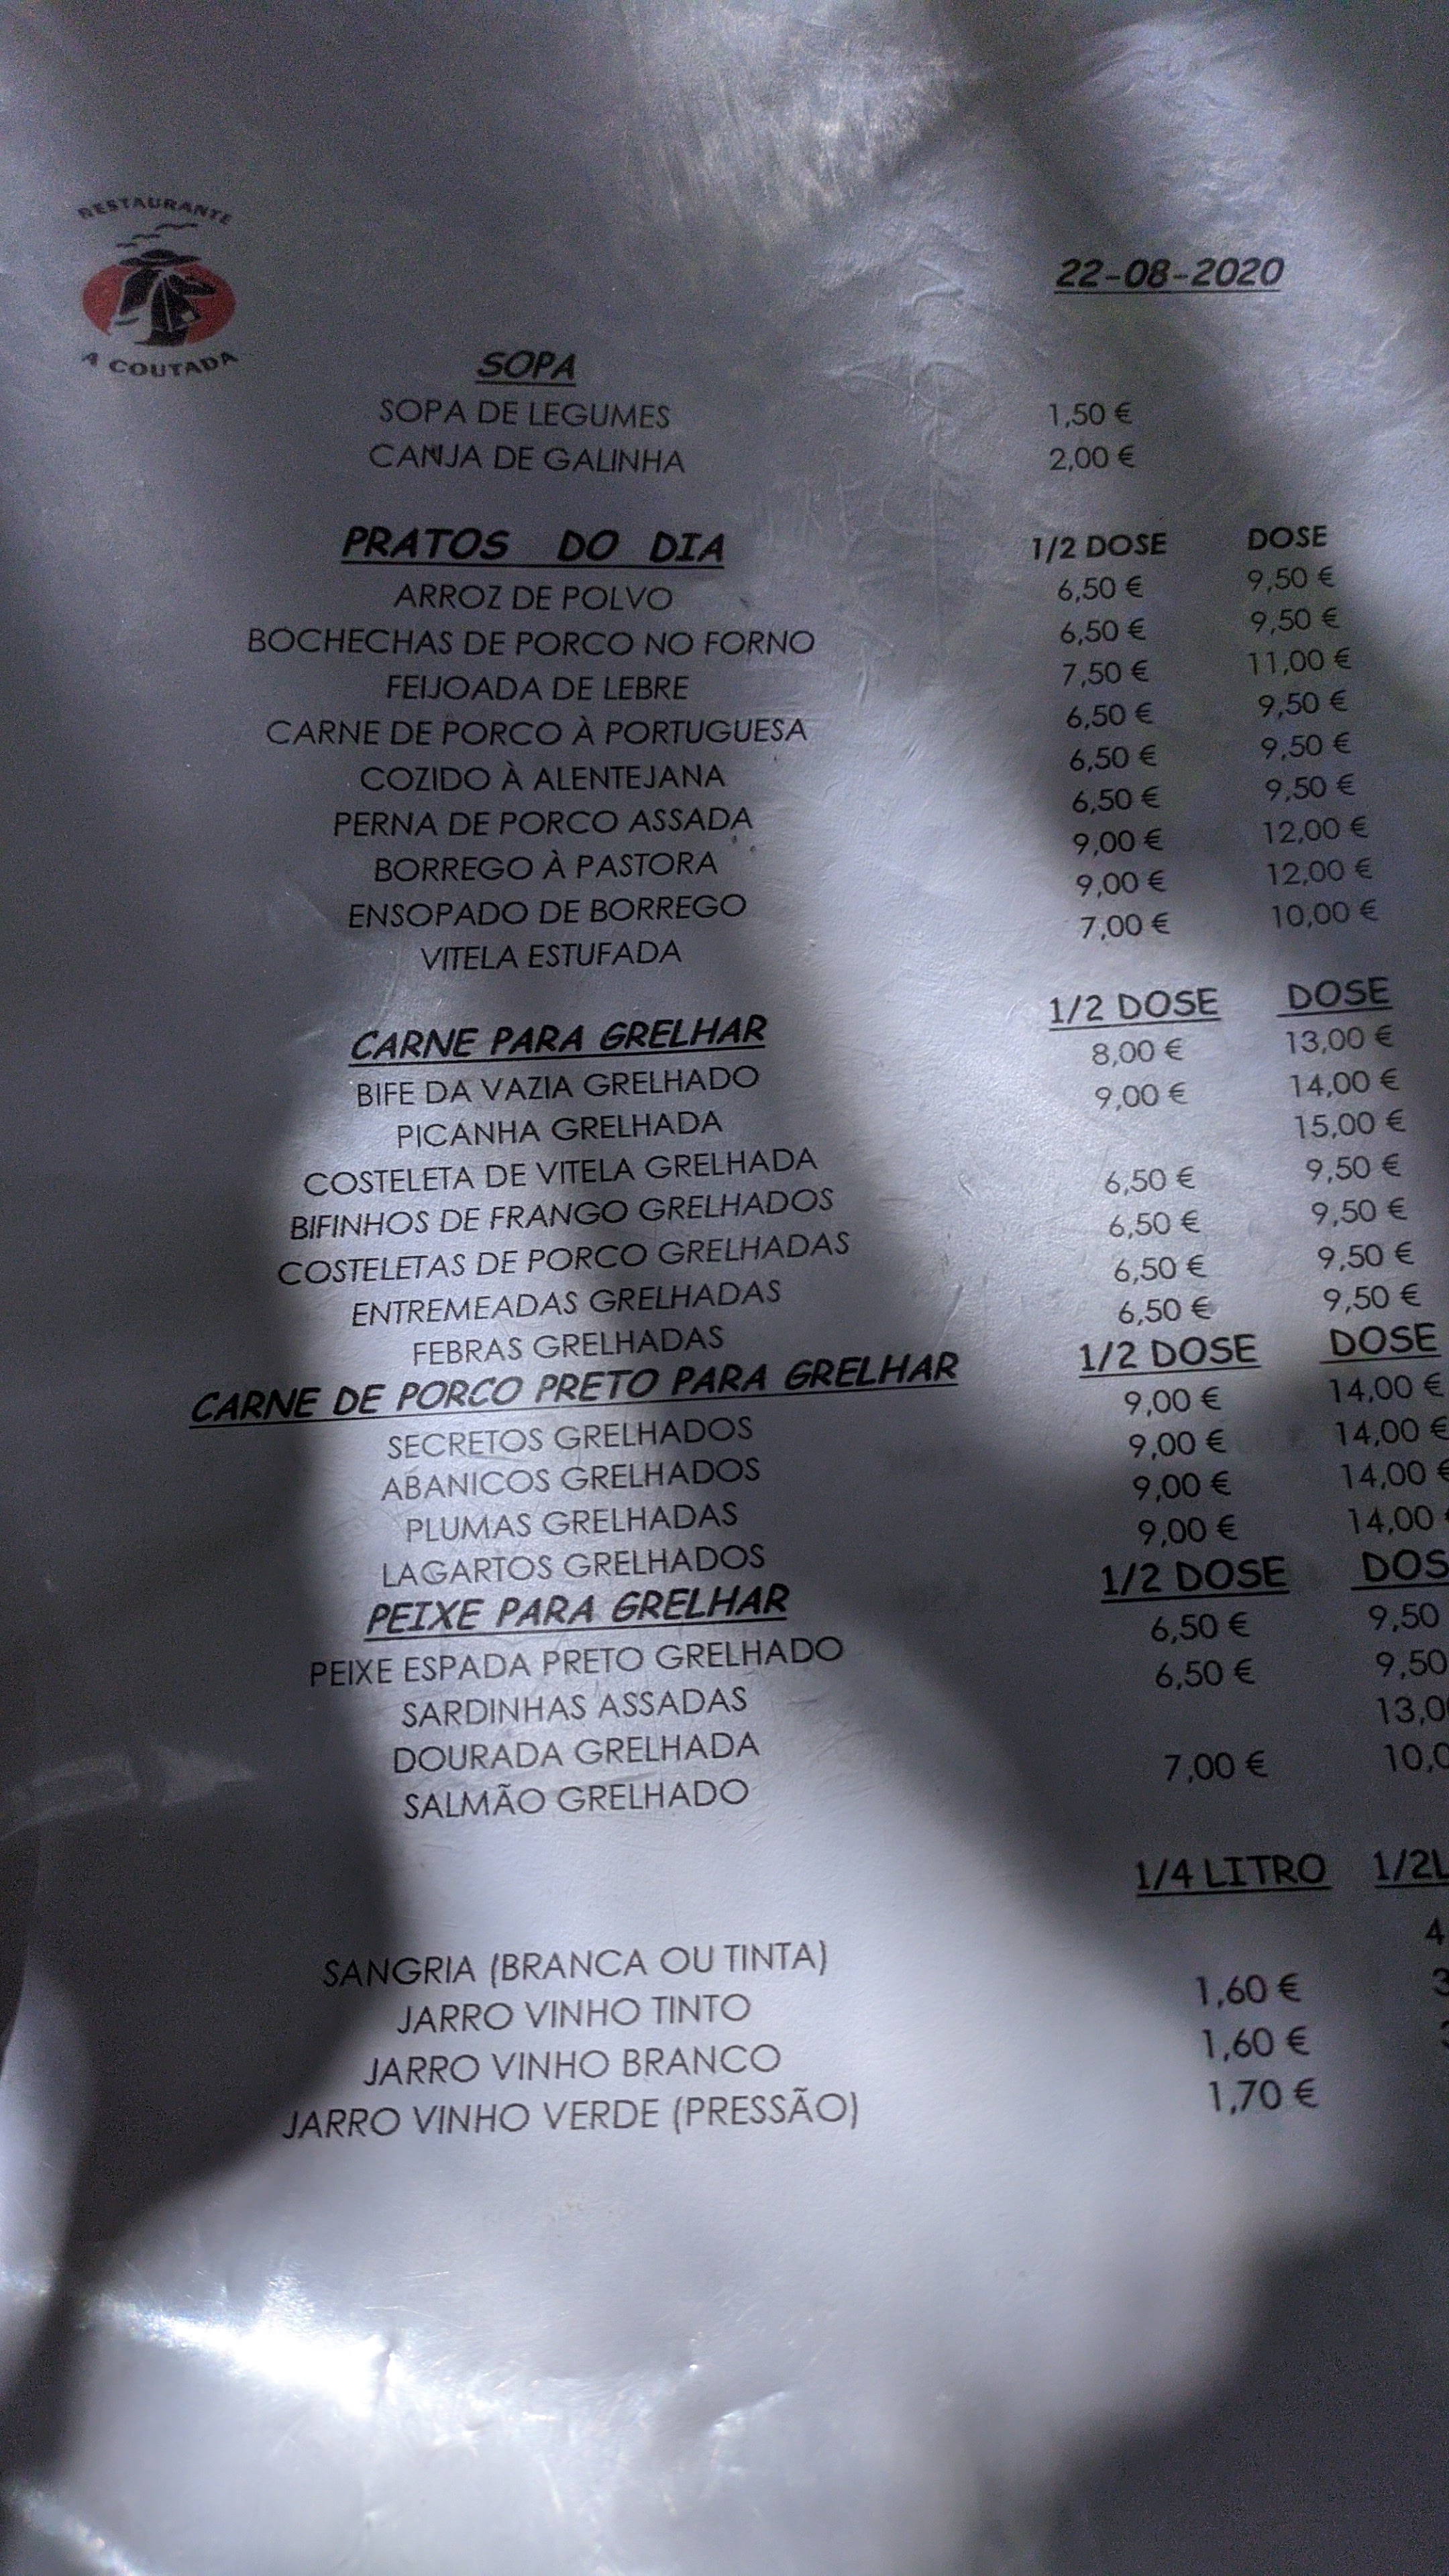 RESTAURANTE
A COUTADA
22-08-2020
SOPA
SOPA DE LEGUMES 1,50 €
CANJA DE GALINHA 2,00 €
PRATOS DO DIA 1/2 DOSE DOSE
ARROZ DE POLVO 6,50 € 9,50 €
BOCHECHAS DE PORCO NO FORNO 6,50 € 9,50 €
FEIJOADA DE LEBRE 7,50 € 11,00 €
CARNE DE PORCO À PORTUGUESA 6,50 € 9,50 €
COZIDO À ALENTEJANA 6,50 € 9,50 €
PERNA DE PORCO ASSADA 6,50 € 9,50 €
BORREGO À PASTORA 9,00 € 12,00 €
ENSOPADO DE BORREGO 9,00 € 12,00 €
VITELA ESTUFADA 7,00 € 10,00 €
CARNE PARA GRELHAR 1/2 DOSE DOSE
BIFE DA VAZIA GRELHADO 8,00 € 13,00 €
PICANHA GRELHADA 9,00 € 14,00 €
COSTELETA DE VITELA GRELHADA 15,00 €
BIFINHOS DE FRANGO GRELHADOS 6,50 € 9,50 €
COSTELETAS DE PORCO GRELHADAS 6,50 € 9,50 €
ENTREMEADAS GRELHADAS 6,50 € 9,50 €
FEBRAS GRELHADAS 6,50 € 9,50 €
CARNE DE PORCO PRETO PARA GRELHAR 1/2 DOSE DOSE
SECRETOS GRELHADOS 9,00 € 14,00 €
ABANICOS GRELHADOS 9,00 € 14,00 €
PLUMAS GRELHADAS 9,00 € 14,00 €
LAGARTOS GRELHADOS 9,00 € 14,00
PEIXE PARA GRELHAR 1/2 DOSE DOS
PEIXE ESPADA PRETO GRELHADO 6,50 € 9,50
SARDINHAS ASSADAS 6,50 € 9,50
DOURADA GRELHADA 13,0
SALMÃO GRELHADO 7,00 € 10,0
1/4 LITRO 1/2L
SANGRIA (BRANCA OU TINTA) 4
JARRO VINHO TINTO 1,60 € 3
JARRO VINHO BRANCO 1,60 €
JARRO VINHO VERDE (PRESSÃO) 1,70 €